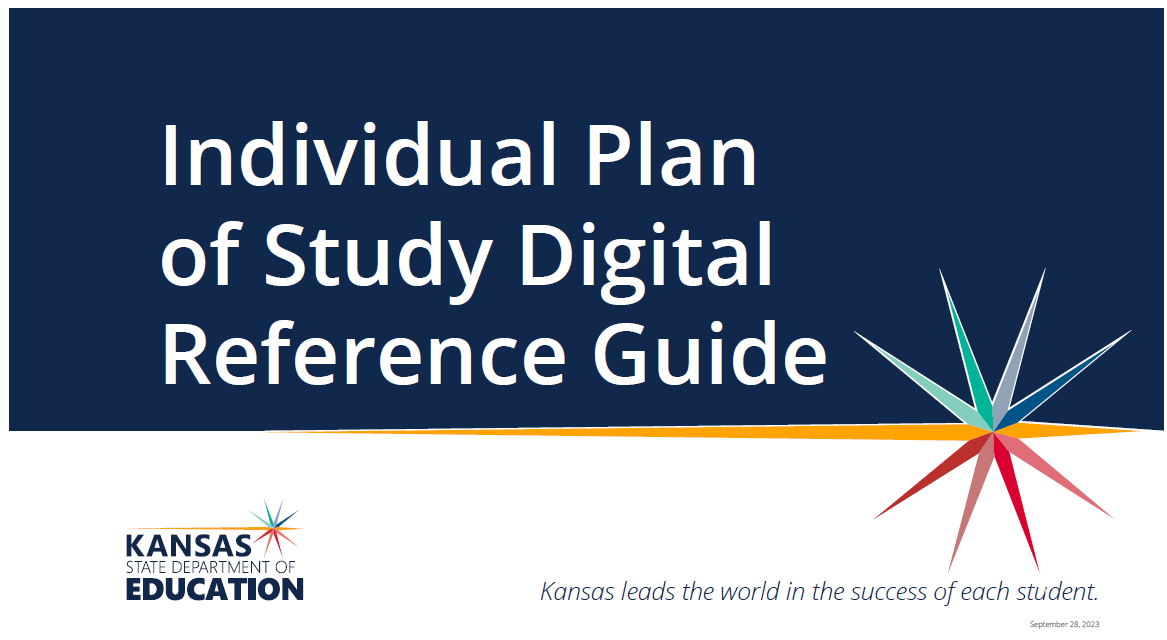 Individual Plan
of Study Digital
Reference Guide
KANSAS
STATE DEPARTMENT OF
EDUCATION
Kansas leads the world in the success of each student.
September 28, 2023